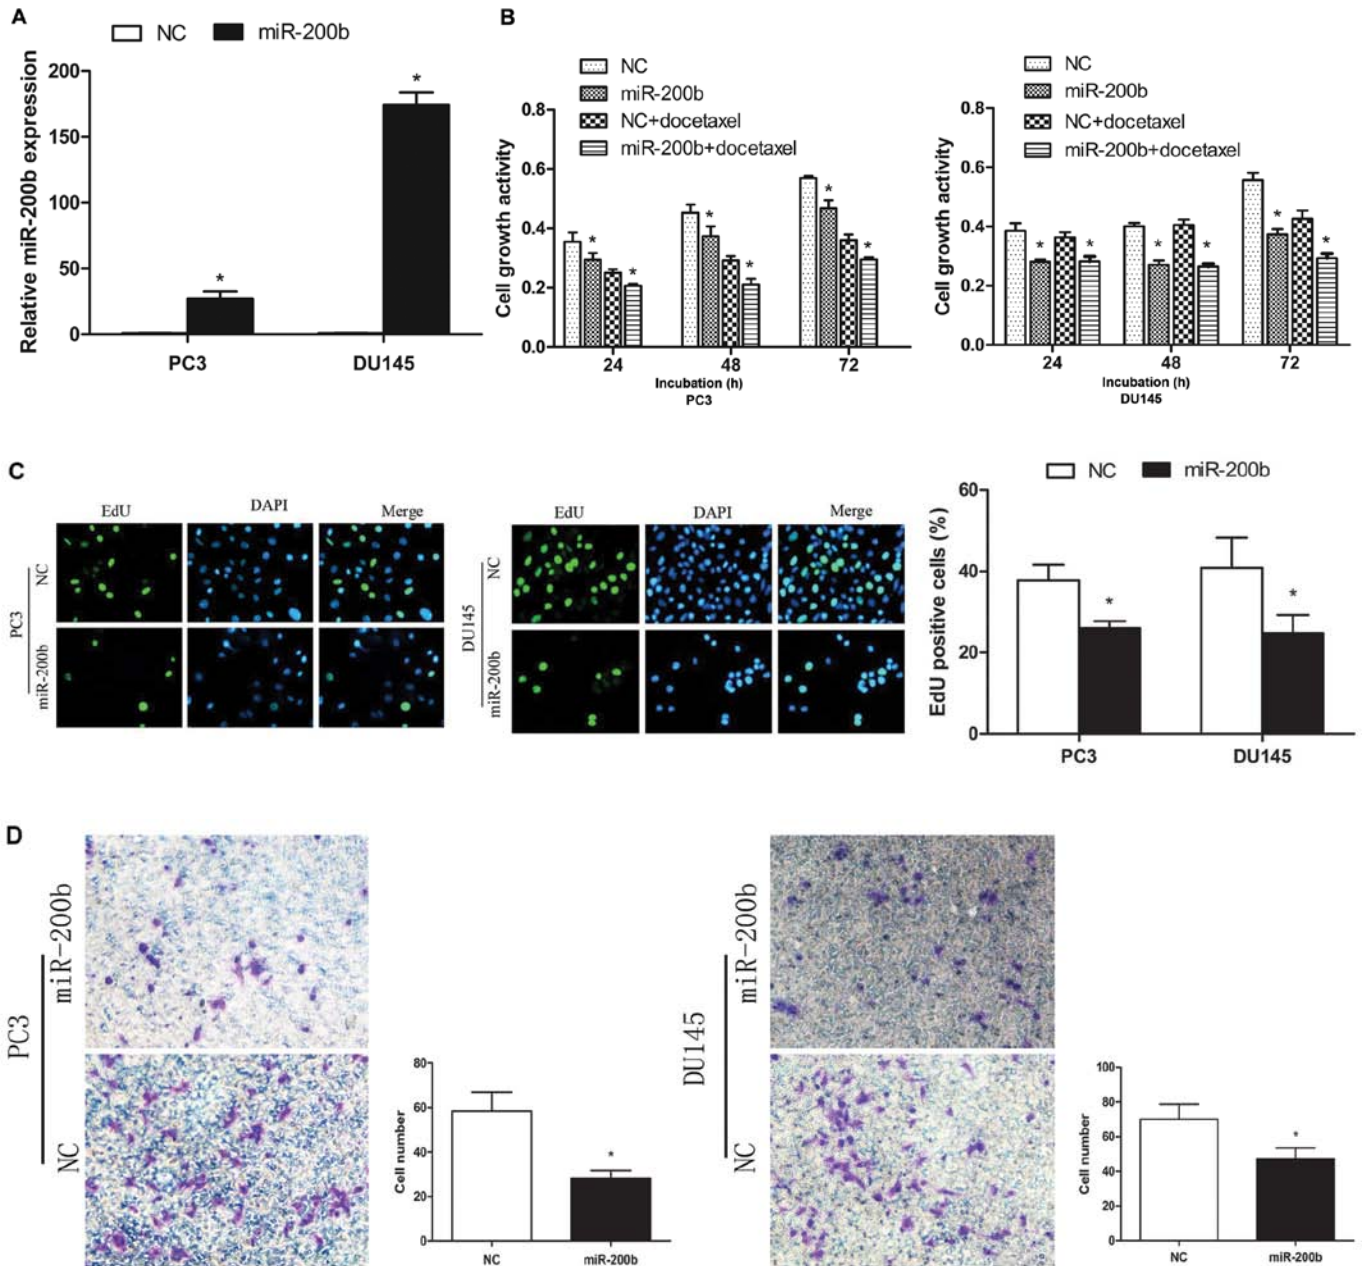 A
NC miR-200b
Relative miR-200b expression
200
150
100
50
0
*
*
PC3 DU145
B
NC
miR-200b
NC+docetaxel
miR-200b+docetaxel
Cell growth activity
0.8
0.6
0.4
0.2
0.0
* * * * * *
24 48 72
Incubation (h)
PC3
NC
miR-200b
NC+docetaxel
miR-200b+docetaxel
Cell growth activity
0.8
0.6
0.4
0.2
0.0
* * * * * *
24 48 72
Incubation (h)
DU145
C
EdU DAPI Merge
PC3
NC
miR-200b
EdU DAPI Merge
DU145
NC
miR-200b
NC miR-200b
EdU positive cells (%)
60
40
20
0
* *
PC3 DU145
D
PC3
miR-200b
NC
Cell number
80
60
40
20
0
*
NC miR-200b
DU145
miR-200b
NC
Cell number
100
80
60
40
20
0
*
NC miR-200b